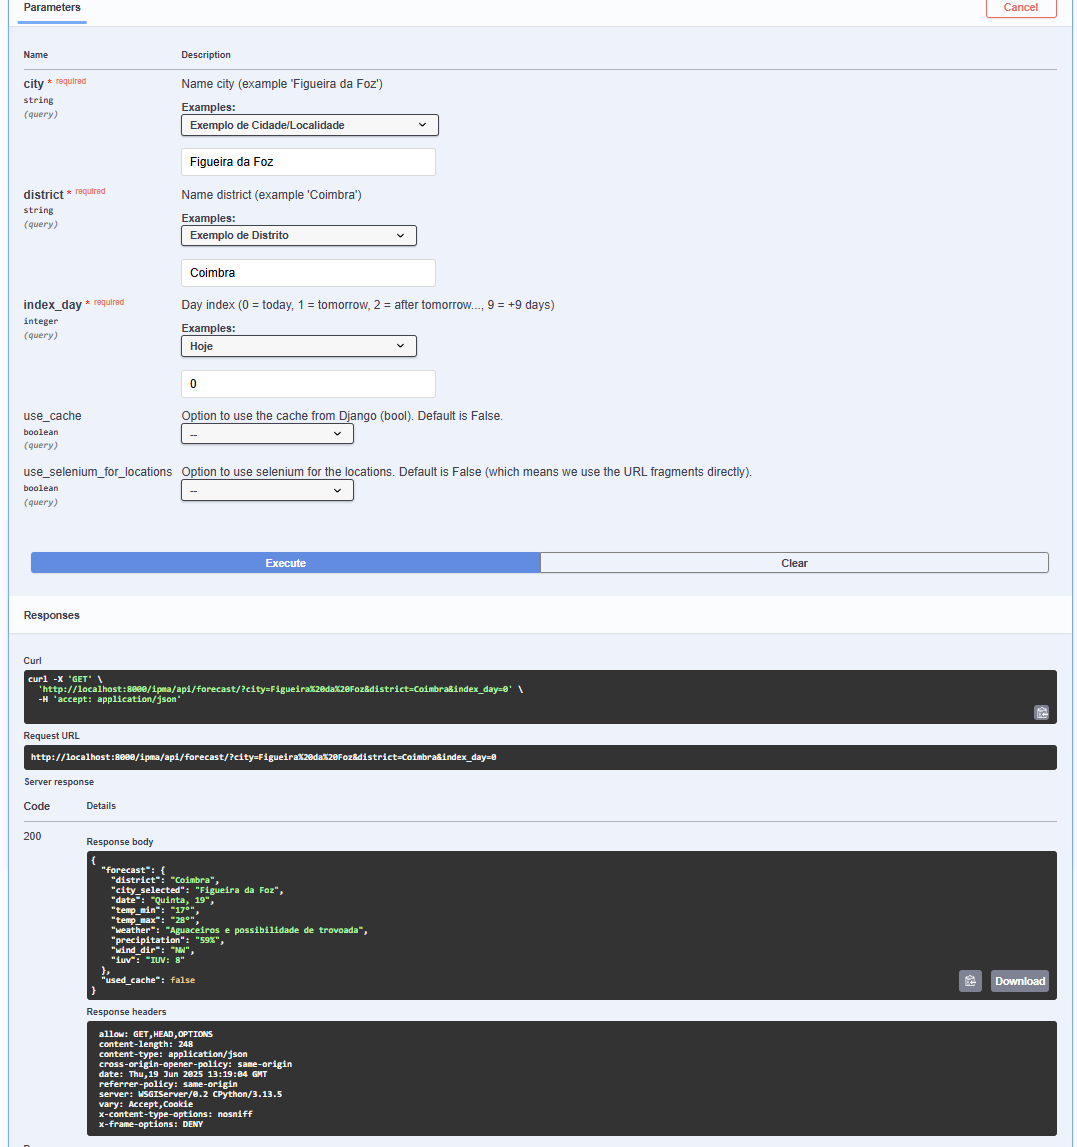 Parameters
Cancel
Name Description
city * required
string
(query)
Name city (example 'Figueira da Foz')
Examples:
Exemplo de Cidade/Localidade
Figueira da Foz
district * required
string
(query)
Name district (example 'Coimbra')
Examples:
Exemplo de Distrito
Coimbra
index_day * required
integer
(query)
Day index (0 = today, 1 = tomorrow, 2 = after tomorrow..., 9 = +9 days)
Examples:
Hoje
0
use_cache
boolean
(query)
Option to use the cache from Django (bool). Default is False.
--
use_selenium_for_locations
boolean
(query)
Option to use selenium for the locations. Default is False (which means we use the URL fragments directly).
--
Execute
Clear
Responses
Curl
curl -X 'GET' \
'http://localhost:8000/ipma/api/forecast/?city=Figueira%20da%20Foz&district=Coimbra&index_day=0' \
-H 'accept: application/json'
Request URL
http://localhost:8000/ipma/api/forecast/?city=Figueira%20da%20Foz&district=Coimbra&index_day=0
Server response
Code Details
200
Response body
{
"forecast": {
"district": "Coimbra",
"city_selected": "Figueira da Foz",
"date": "Quinta, 19",
"temp_min": "17°",
"temp_max": "28°",
"weather": "Aguaceiros e possibilidade de trovoada",
"precipitation": "59%",
"wind_dir": "NW",
"iuv": "IUV: 8"
},
"used_cache": false
}
Download
Response headers
allow: GET,HEAD,OPTIONS
content-length: 248
content-type: application/json
cross-origin-opener-policy: same-origin
date: Thu,19 Jun 2025 13:19:04 GMT
referrer-policy: same-origin
server: WSGIServer/0.2 CPython/3.13.5
vary: Accept,Cookie
x-content-type-options: nosniff
x-frame-options: DENY